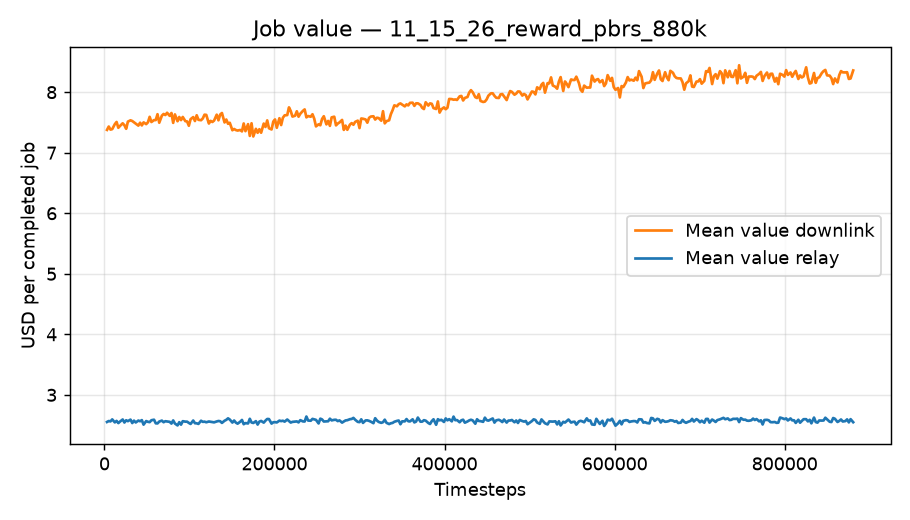 Job value — 11_15_26_reward_pbrs_880k
USD per completed job
8
7
6
5
4
3
Mean value downlink
Mean value relay
0 200000 400000 600000 800000
Timesteps